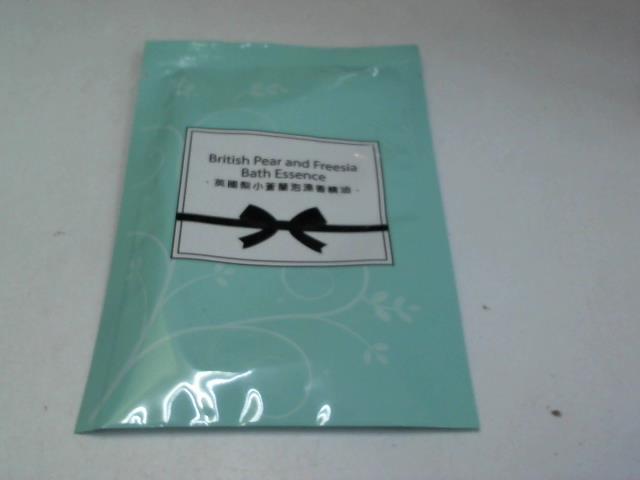 British Pear and Freesia
Bath Essence
· 英國梨小蒼蘭泡澡香精油 ·